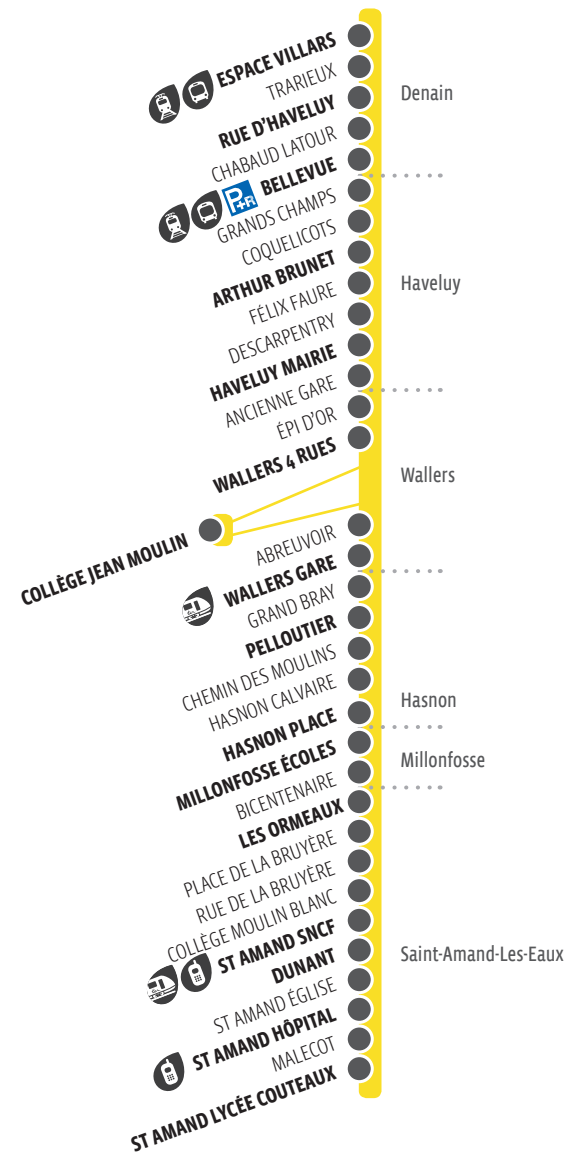 ESPACE VILLARS
TRARIEUX
RUE D'HAVELUY
CHABAUD LATOUR
P+R BELLEVUE
Denain
GRANDS CHAMPS
COQUELICOTS
ARTHUR BRUNET
FÉLIX FAURE
DESCARPENTRY
HAVELUY MAIRIE
ANCIENNE GARE
Haveluy
ÉPI D'OR
WALLERS 4 RUES
COLLÈGE JEAN MOULIN
ABREUVOIR
WALLERS GARE
Wallers
GRAND BRAY
PELLOUTIER
CHEMIN DES MOULINS
HASNON CALVAIRE
HASNON PLACE
Hasnon
MILLONFOSSE ÉCOLES
BICENTENAIRE
Millonfosse
LES ORMEAUX
PLACE DE LA BRUYÈRE
RUE DE LA BRUYÈRE
COLLÈGE MOULIN BLANC
ST AMAND SNCF
DUNANT
ST AMAND ÉGLISE
ST AMAND HÔPITAL
MALECOT
ST AMAND LYCÉE COUTEAUX
Saint-Amand-Les-Eaux